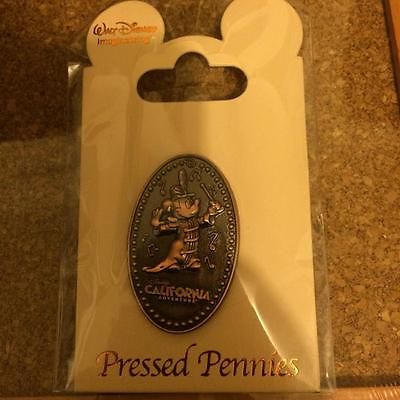 Walt Disney
Imagineering
CALIFORNIA
ADVENTURE
Pressed Pennies